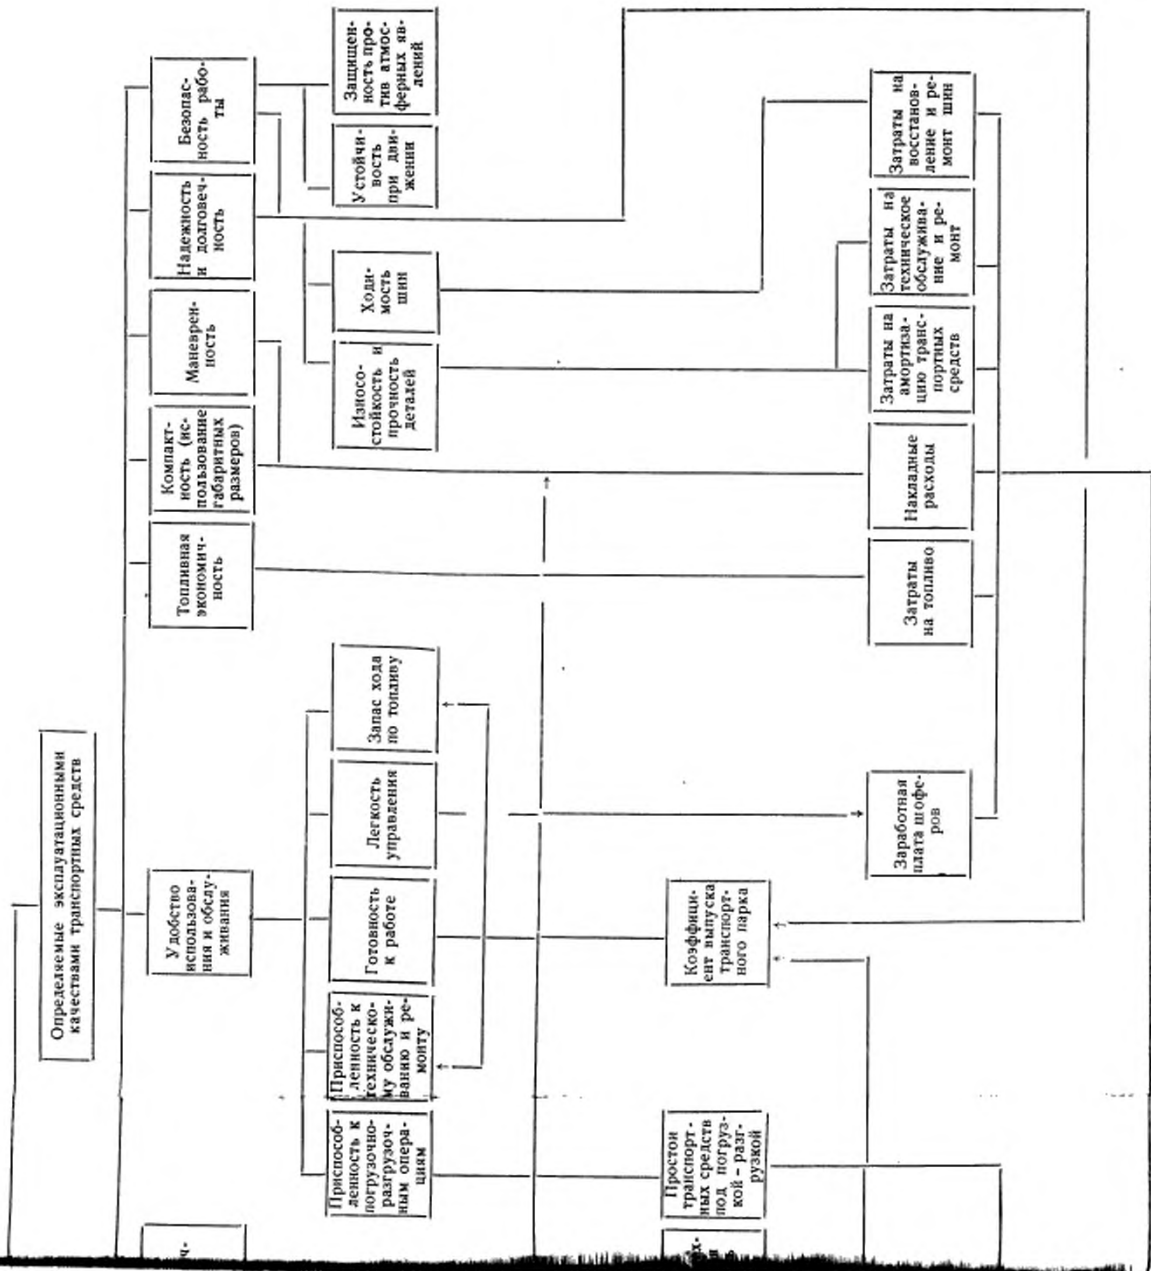 Определяемые эксплуатационными
качествами транспортных средств
Удобство
использова-
ния и обслу-
живания
Топливная
экономич-
ность
Компакт-
ность (ис-
пользование
габаритных
размеров)
Маневрен-
ность
Надежность
и долговеч-
ность
Безопас-
ность рабо-
ты
Приспособ-
ленность к
погрузочно-
разгрузоч-
ным опера-
циям
Приспособ-
ленность к
техническо-
му обслужи-
ванию и ре-
монту
Готовность
к работе
Легкость
управления
Запас хода
по топливу
Износо-
стойкость и
прочность
деталей
Ходи-
мость
шин
Устойчи-
вость
при дви-
жении
Защищен-
ность про-
тив атмос-
ферных яв-
лений
Простои
транспорт-
ных средств
под погруз-
кой-разг-
рузкой
Коэффици-
ент выпуска
транспорт-
ного парка
Заработная
плата шофе-
ров
Затраты
на топливо
Накладные
расходы
Затраты на
амортиза-
цию транс-
портных
средств
Затраты на
техническое
обслужива-
ние и ре-
монт
Затраты на
восстанов-
ление и ре-
монт шин